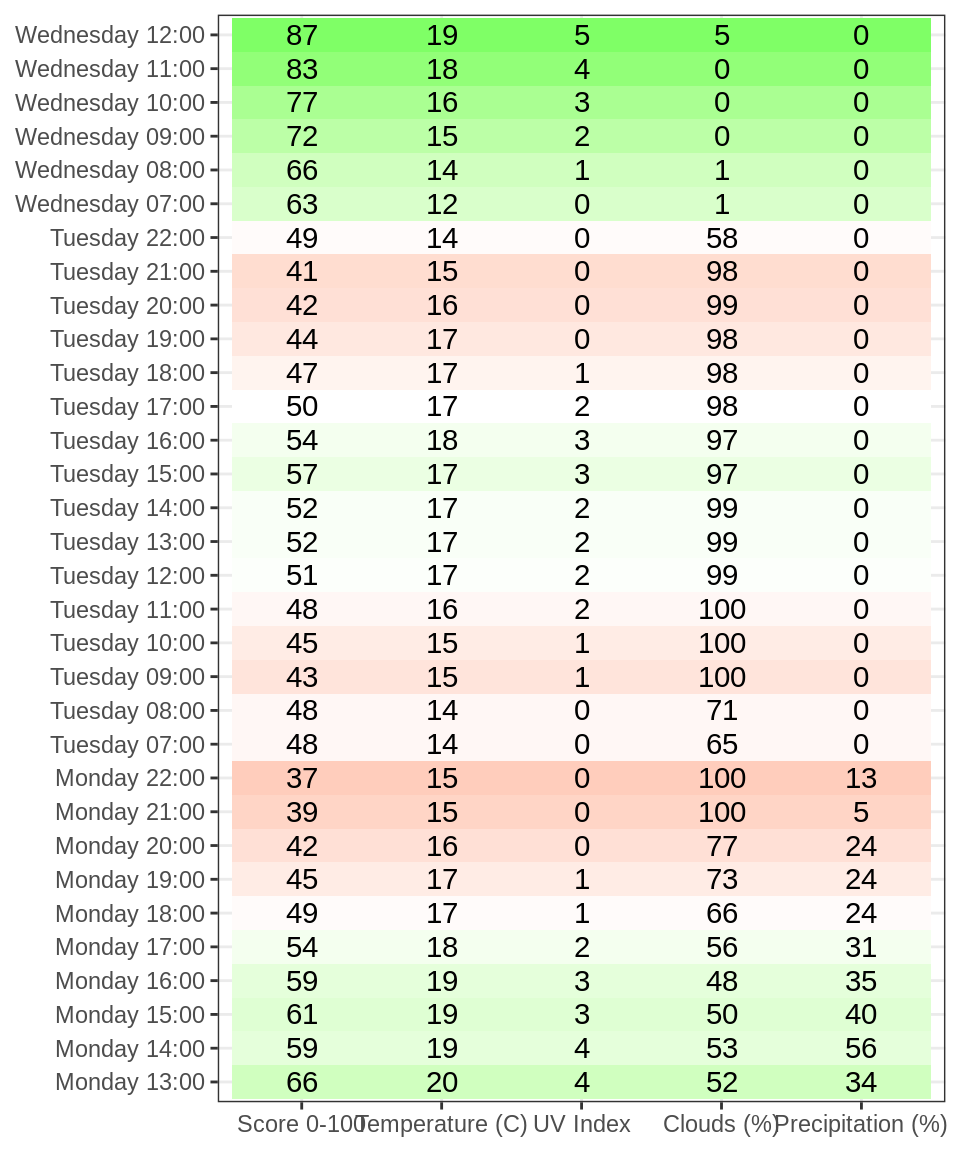 Wednesday 12:00 87 19 5 5 0
Wednesday 11:00 83 18 4 0 0
Wednesday 10:00 77 16 3 0 0
Wednesday 09:00 72 15 2 0 0
Wednesday 08:00 66 14 1 1 0
Wednesday 07:00 63 12 0 1 0
Tuesday 22:00 49 14 0 58 0
Tuesday 21:00 41 15 0 98 0
Tuesday 20:00 42 16 0 99 0
Tuesday 19:00 44 17 0 98 0
Tuesday 18:00 47 17 1 98 0
Tuesday 17:00 50 17 2 98 0
Tuesday 16:00 54 18 3 97 0
Tuesday 15:00 57 17 3 97 0
Tuesday 14:00 52 17 2 99 0
Tuesday 13:00 52 17 2 99 0
Tuesday 12:00 51 17 2 99 0
Tuesday 11:00 48 16 2 100 0
Tuesday 10:00 45 15 1 100 0
Tuesday 09:00 43 15 1 100 0
Tuesday 08:00 48 14 0 71 0
Tuesday 07:00 48 14 0 65 0
Monday 22:00 37 15 0 100 13
Monday 21:00 39 15 0 100 5
Monday 20:00 42 16 0 77 24
Monday 19:00 45 17 1 73 24
Monday 18:00 49 17 1 66 24
Monday 17:00 54 18 2 56 31
Monday 16:00 59 19 3 48 35
Monday 15:00 61 19 3 50 40
Monday 14:00 59 19 4 53 56
Monday 13:00 66 20 4 52 34
Score 0-100 Temperature (C) UV Index Clouds (%) Precipitation (%)